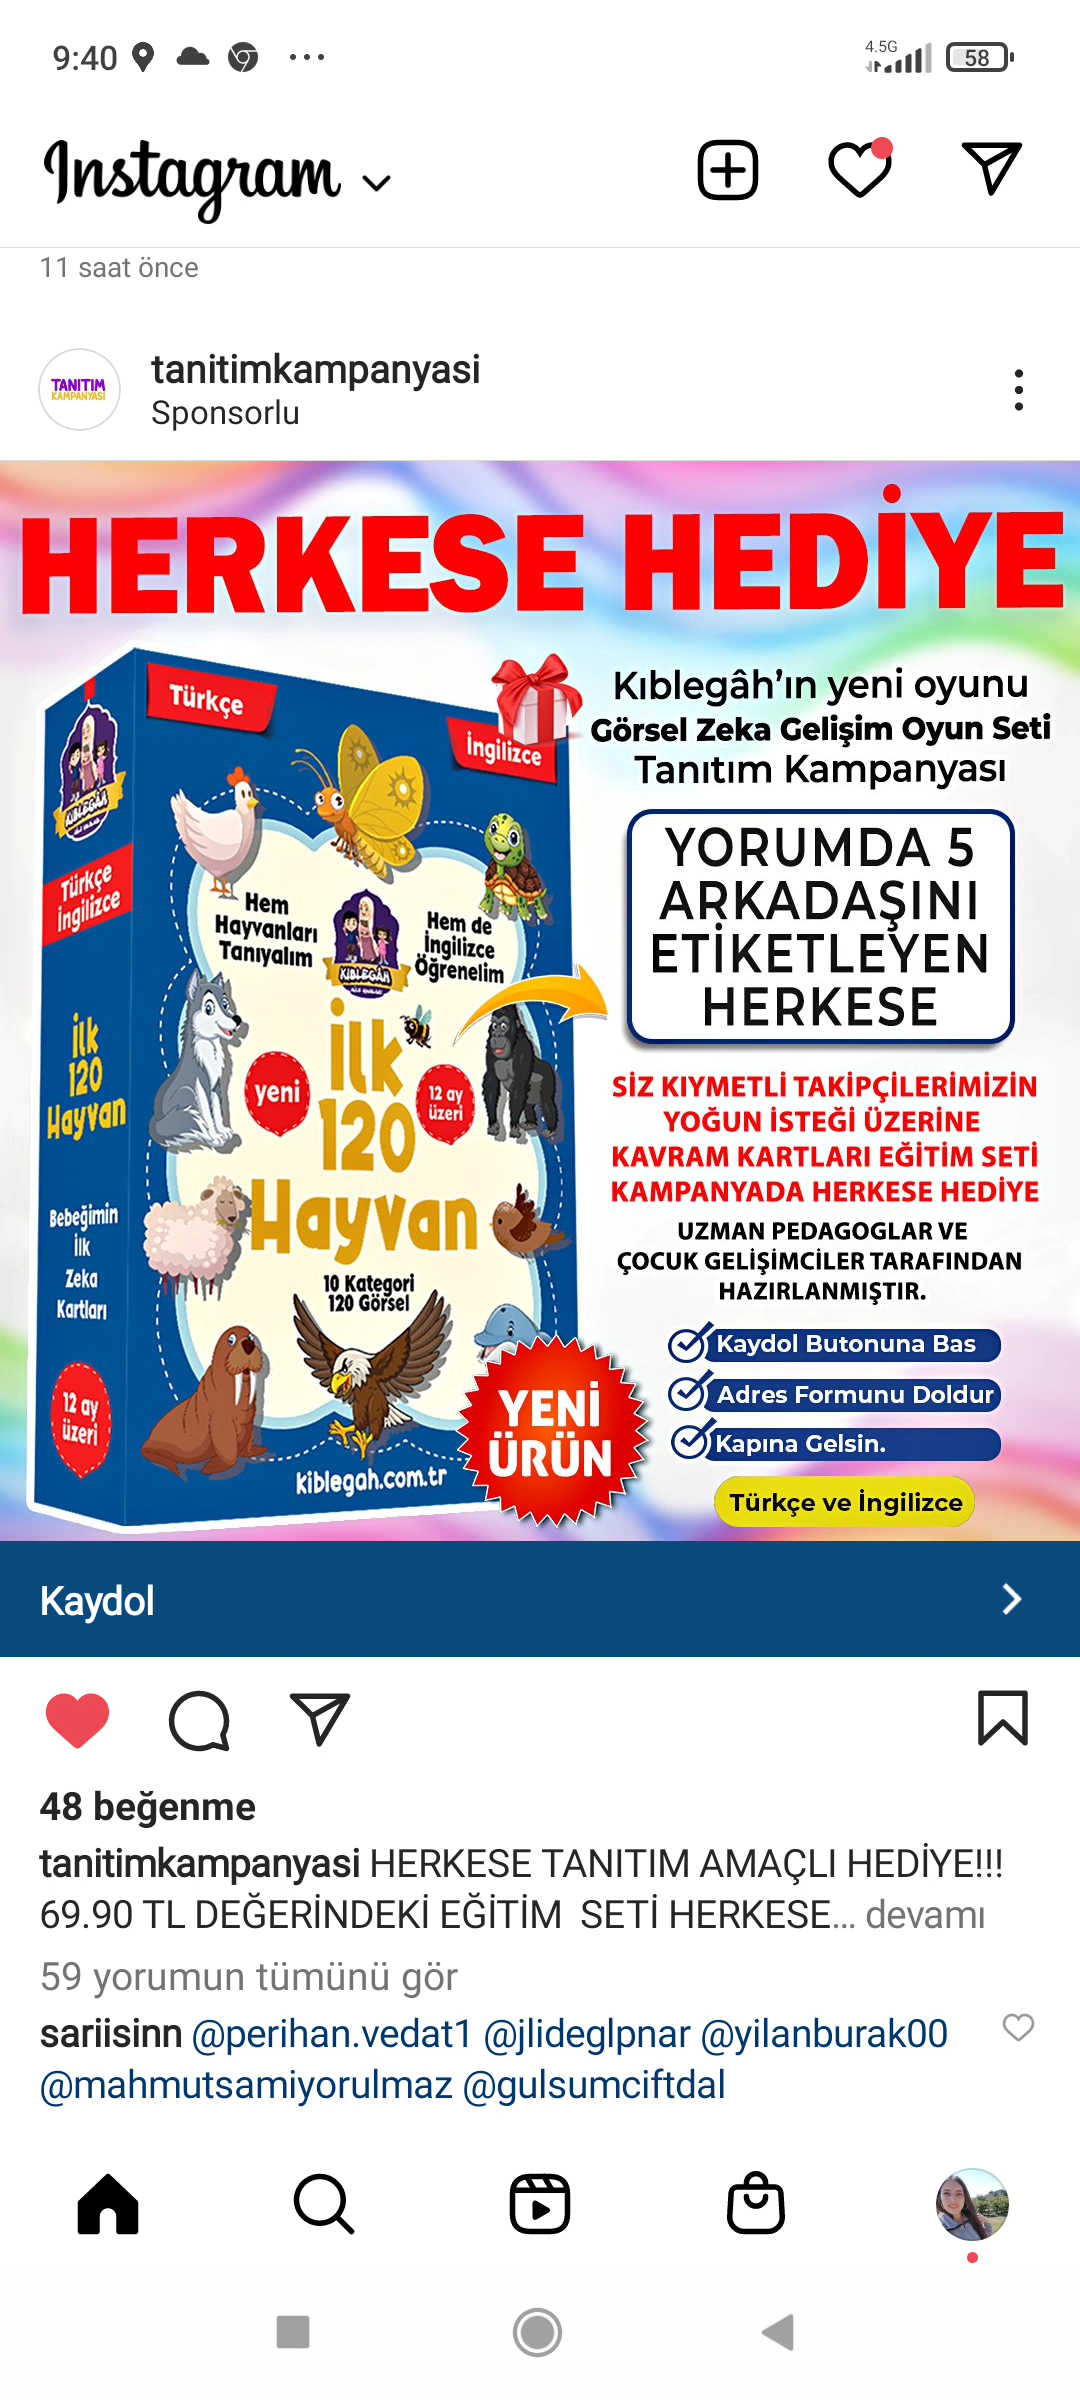 9:40
4.5G
58
Instagram
11 saat önce
TANITIM
KAMPANYASI
tanitimkampanyasi
Sponsorlu
HERKESE HEDİYE
Türkçe
İngilizce
KIBLEGÂH
Türkçe
İngilizce
İlk
120
Hayvan
Bebeğimin
İlk
Zeka
Kartları
12 ay
üzeri
Hem
Hayvanları
Tanıyalım
KIBLEGÂH
Hem de
İngilizce
Öğrenelim
yeni
İlk
120
Hayvan
12 ay
üzeri
10 Kategori
120 Görsel
kiblegah.com.tr
YENİ
ÜRÜN
Kıblegâh’ın yeni oyunu
Görsel Zeka Gelişim Oyun Seti
Tanıtım Kampanyası
YORUMDA 5
ARKADAŞINI
ETİKETLEYEN
HERKESE
SİZ KIYMETLİ TAKİPÇİLERİMİZİN
YOĞUN İSTEĞİ ÜZERİNE
KAVRAM KARTLARI EĞİTİM SETİ
KAMPANYADA HERKESE HEDİYE
UZMAN PEDAGOGLAR VE
ÇOCUK GELİŞİMCİLER TARAFINDAN
HAZIRLANMIŞTIR.
Kaydol Butonuna Bas
Adres Formunu Doldur
Kapına Gelsin.
Türkçe ve İngilizce
Kaydol
48 beğenme
tanitimkampanyasi HERKESE TANITIM AMAÇLI HEDİYE!!!
69.90 TL DEĞERİNDEKİ EĞİTİM  SETİ HERKESE... devamı
59 yorumun tümünü gör
sariisinn @perihan.vedat1 @jlideglpnar @yilanburak00
@mahmutsamiyorulmaz @gulsumciftdal